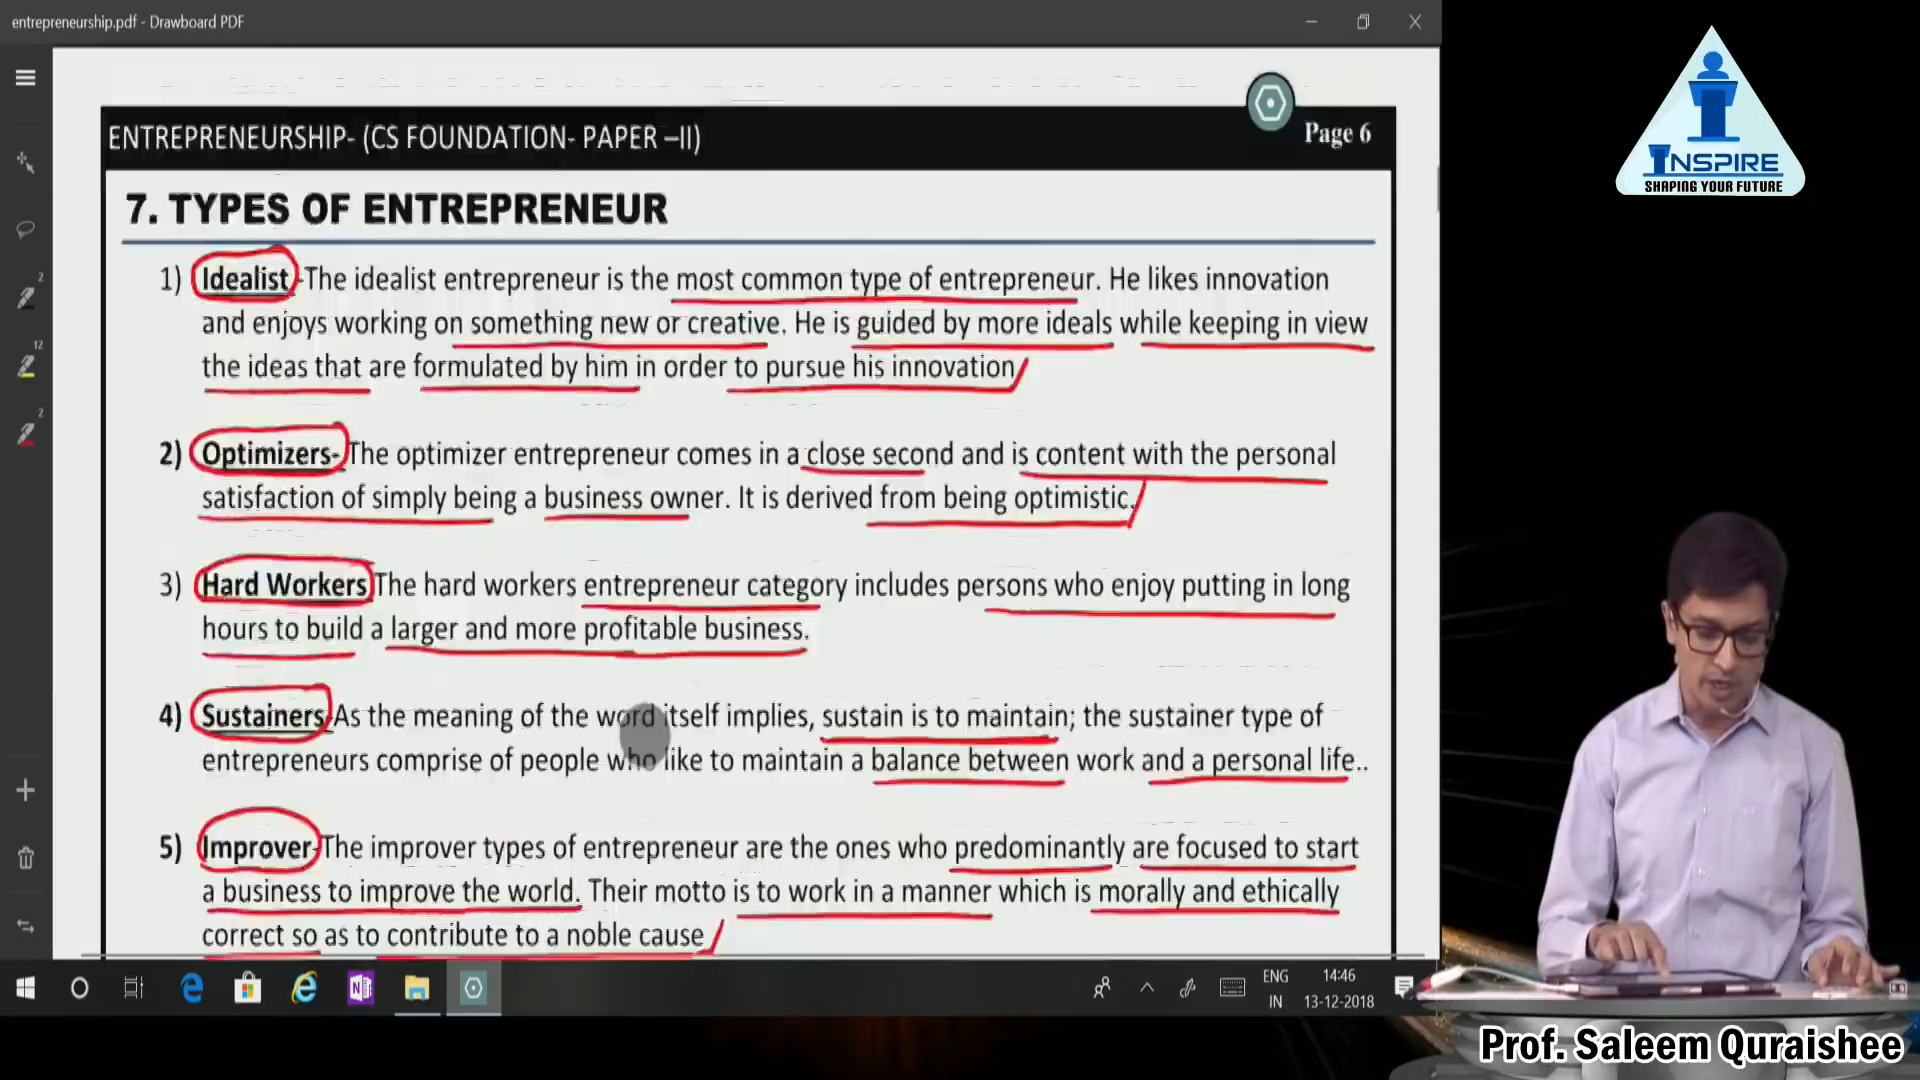 entrepreneurship.pdf - Drawboard PDF
ENTREPRENEURSHIP- (CS FOUNDATION- PAPER –II)
Page 6
7. TYPES OF ENTREPRENEUR
1) Idealist-The idealist entrepreneur is the most common type of entrepreneur. He likes innovation
and enjoys working on something new or creative. He is guided by more ideals while keeping in view
the ideas that are formulated by him in order to pursue his innovation
2) Optimizers- The optimizer entrepreneur comes in a close second and is content with the personal
satisfaction of simply being a business owner. It is derived from being optimistic.
3) Hard Workers The hard workers entrepreneur category includes persons who enjoy putting in long
hours to build a larger and more profitable business.
4) Sustainers-As the meaning of the word itself implies, sustain is to maintain; the sustainer type of
entrepreneurs comprise of people who like to maintain a balance between work and a personal life..
5) Improver-The improver types of entrepreneur are the ones who predominantly are focused to start
a business to improve the world. Their motto is to work in a manner which is morally and ethically
correct so as to contribute to a noble cause
2
12
2
ENG
IN
14:46
13-12-2018
INSPIRE
SHAPING YOUR FUTURE
Prof. Saleem Quraishee